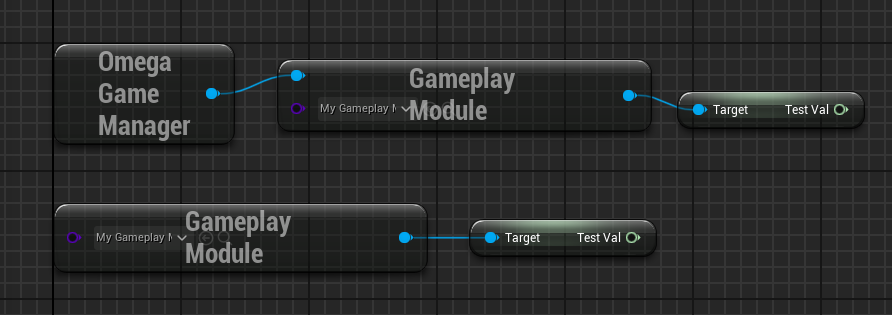 Omega
Game
Manager
Gameplay
Module
My Gameplay M
Target
Test Val
Gameplay
Module
My Gameplay M
Target
Test Val